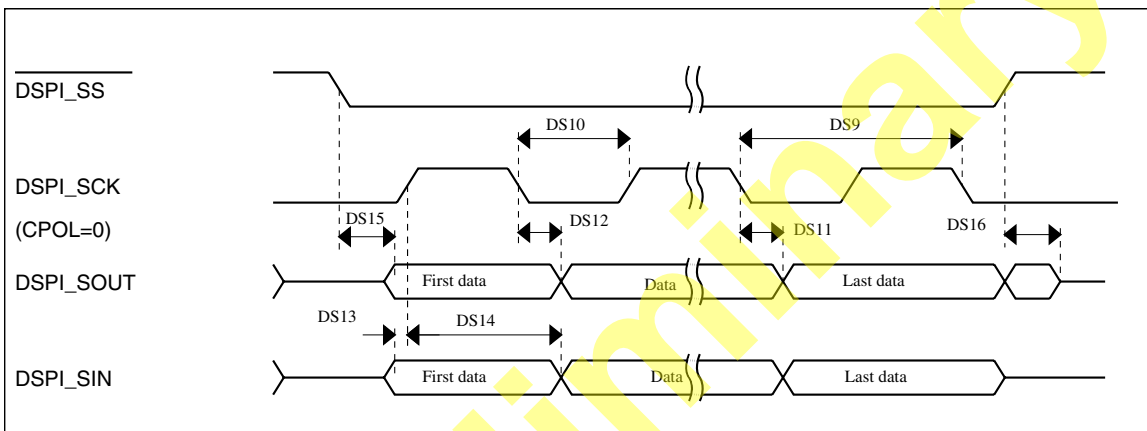 DSPI_SS
DS10
DS9
DSPI_SCK
(CPOL=0)
DS15
DS12
DS11
DS16
DSPI_SOUT
First data
Data
Last data
DS13
DS14
DSPI_SIN
First data
Data
Last data